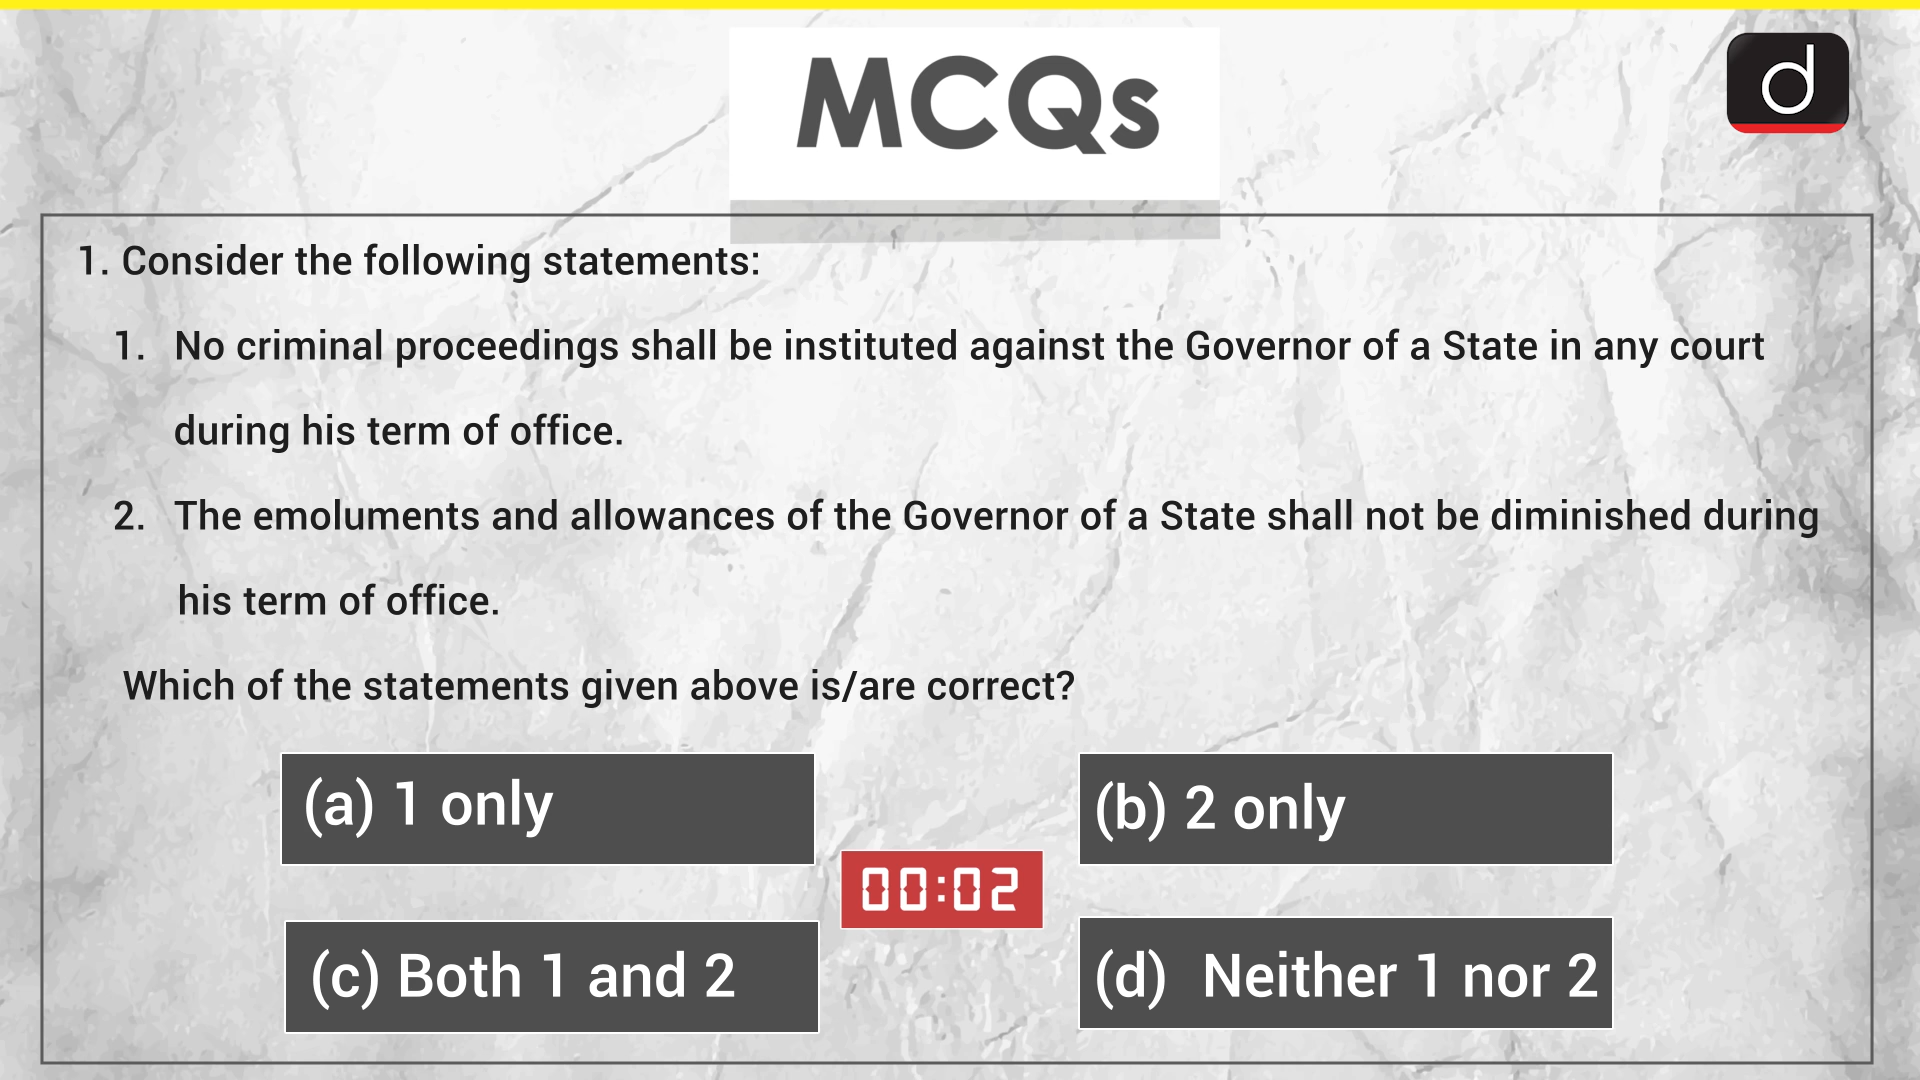 MCQs
d
1. Consider the following statements:
1. No criminal proceedings shall be instituted against the Governor of a State in any court
during his term of office.
2. The emoluments and allowances of the Governor of a State shall not be diminished during
his term of office.
Which of the statements given above is/are correct?
(a) 1 only
(b) 2 only
00:02
(c) Both 1 and 2
(d) Neither 1 nor 2